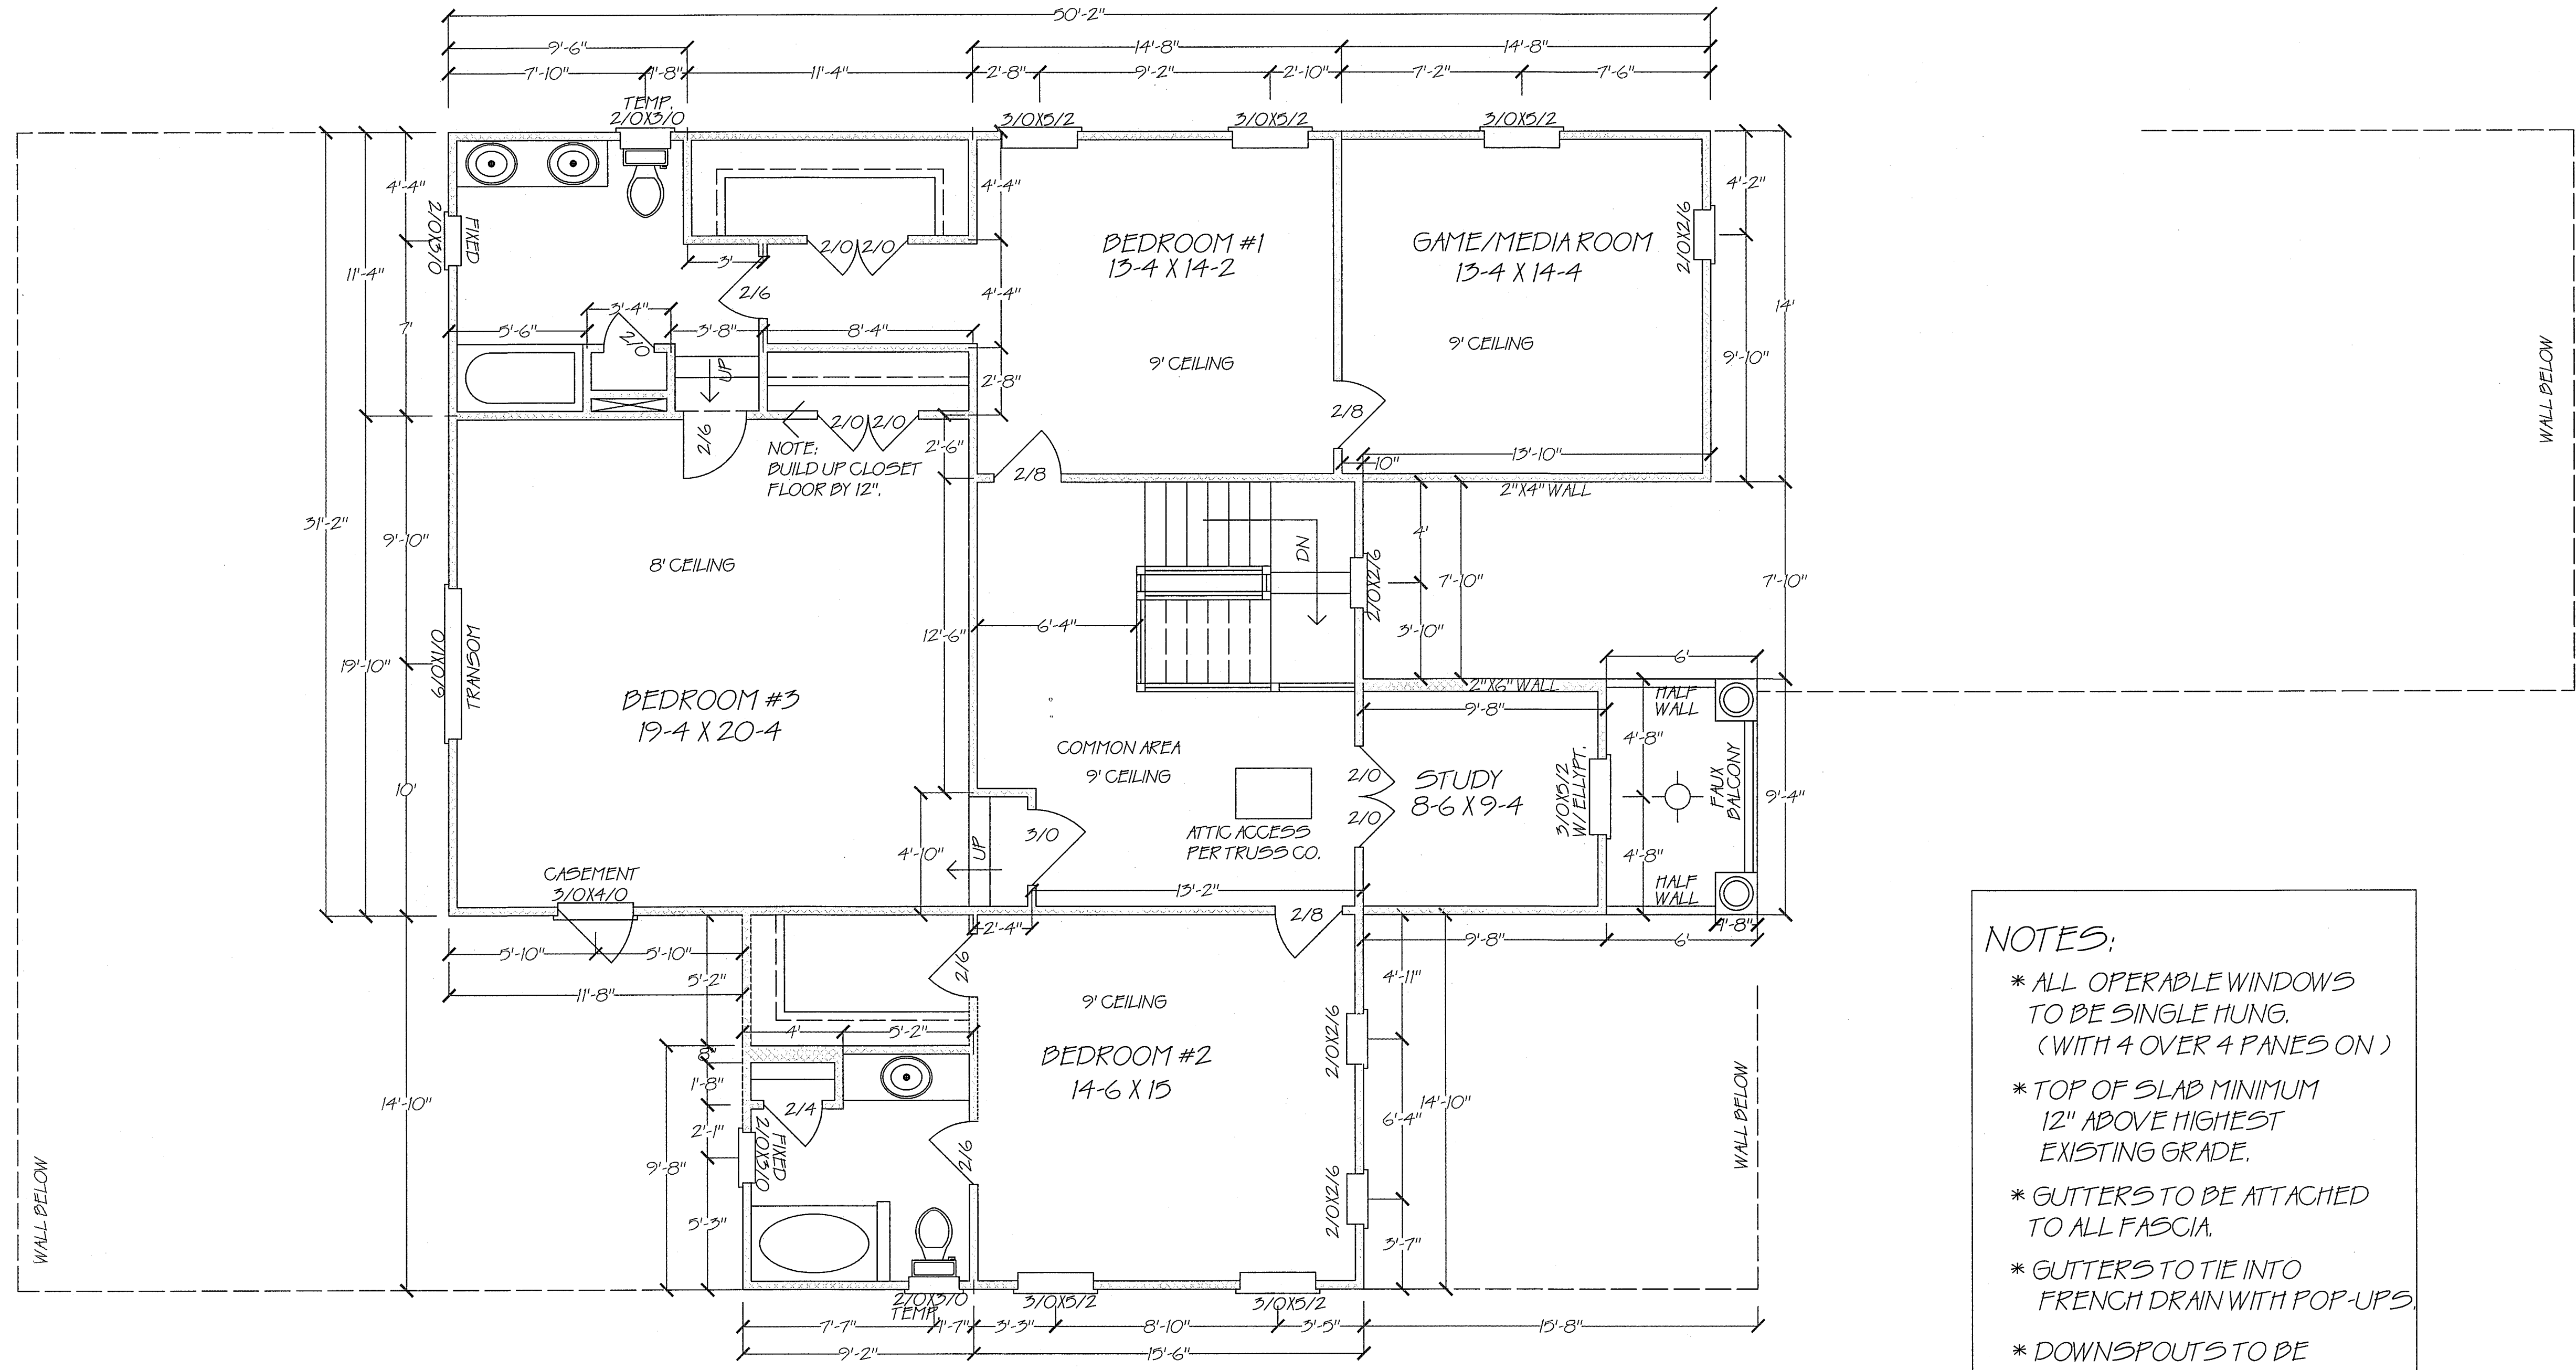 50'-2"
9'-6" 14'-8" 14'-8"
7'-10" 1'-8" 11'-4" 2'-8" 9'-2" 2'-10" 7'-2" 7'-6"
TEMP.
2/0X3/0 3/0X5/2 3/0X5/2 3/0X5/2
4'-4" 4'-4" 4'-2"
FIXED
2/0X3/0
2/0 2/0
BEDROOM #1
13-4 X 14-2
GAME/MEDIA ROOM
13-4 X 14-4
2/0X2/6
3'
11'-4"
2/6 4'-4"
14'
3'-4"
7' 5'-6" 3'-8" 8'-4"
2/0
9' CEILING
9' CEILING
9'-10"
UP
2'-8"
WALL BELOW
2/8
2/6
2/0 2/0
NOTE:
BUILD UP CLOSET
FLOOR BY 12".
2'-6"
2/8
10" 13'-10"
2"X4" WALL
31'-2"
9'-10"
8' CEILING
DN
4'
2/0X2/6
7'-10" 7'-10"
3'-10"
12'-6"
6'-4"
19'-10"
6/0X1/0
TRANSOM
BEDROOM #3
19-4 X 20-4
6'
2"X6" WALL
HALF
WALL
9'-8"
4'-8"
COMMON AREA
9' CEILING
2/0
STUDY
8-6 X 9-4
2/0
3/0X5/2
W/ELLYPT.
FAUX
BALCONY
9'-4"
10'
3/0
ATTIC ACCESS
PER TRUSS CO.
4'-10"
UP
4'-8"
CASEMENT
3/0X4/0
13'-2"
HALF
WALL
2/8
2'-4"
1'-8"
9'-8" 6'
5'-10" 5'-10"
11'-8"
5'-2"
2/6
4'-11"
9' CEILING
4' 5'-2"
8"
2/0X2/6
BEDROOM #2
14-6 X 15
1'-8"
2/4
14'-10"
6'-4" 14'-10"
WALL BELOW
2'-1"
FIXED
2/0X3/0
2/6
9'-8"
2/0X2/6
5'-3"
3'-7"
WALL BELOW
2/0X3/0
TEMP.
3/0X5/2 3/0X5/2
7'-7" 1'-7" 3'-3" 8'-10" 3'-5" 15'-8"
9'-2" 15'-6"
NOTES:
* ALL OPERABLE WINDOWS
TO BE SINGLE HUNG.
(WITH 4 OVER 4 PANES ON)
* TOP OF SLAB MINIMUM
12" ABOVE HIGHEST
EXISTING GRADE.
* GUTTERS TO BE ATTACHED
TO ALL FASCIA.
* GUTTERS TO TIE INTO
FRENCH DRAIN WITH POP-UPS.
* DOWNSPOUTS TO BE